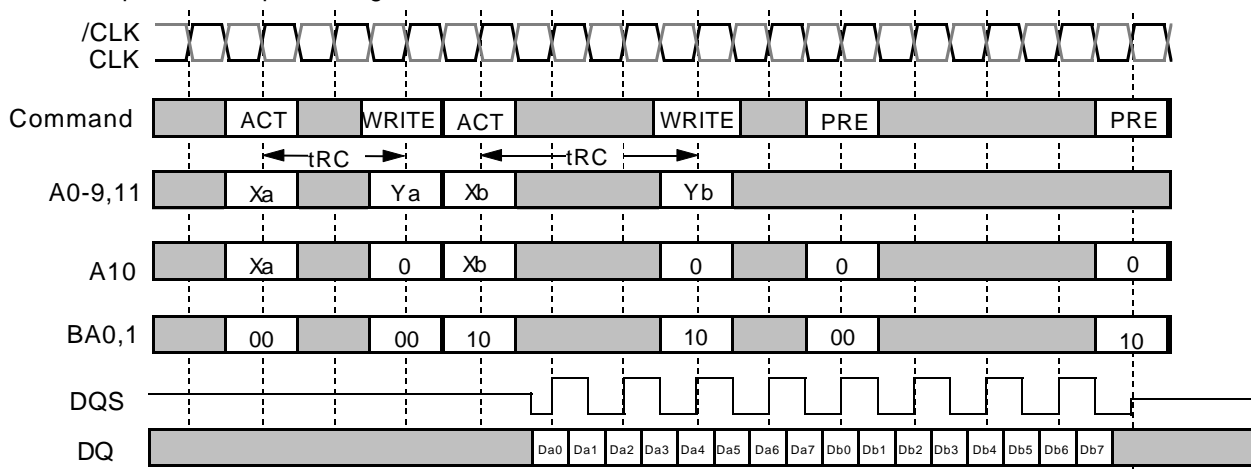 /CLK
CLK
Command ACT WRITE ACT WRITE PRE PRE
tRC tRC
A0-9,11 Xa Ya Xb Yb
A10 Xa 0 Xb 0 0 0
BA0,1 00 00 10 10 00 10
DQS
DQ Da0 Da1 Da2 Da3 Da4 Da5 Da6 Da7 Db0 Db1 Db2 Db3 Db4 Db5 Db6 Db7